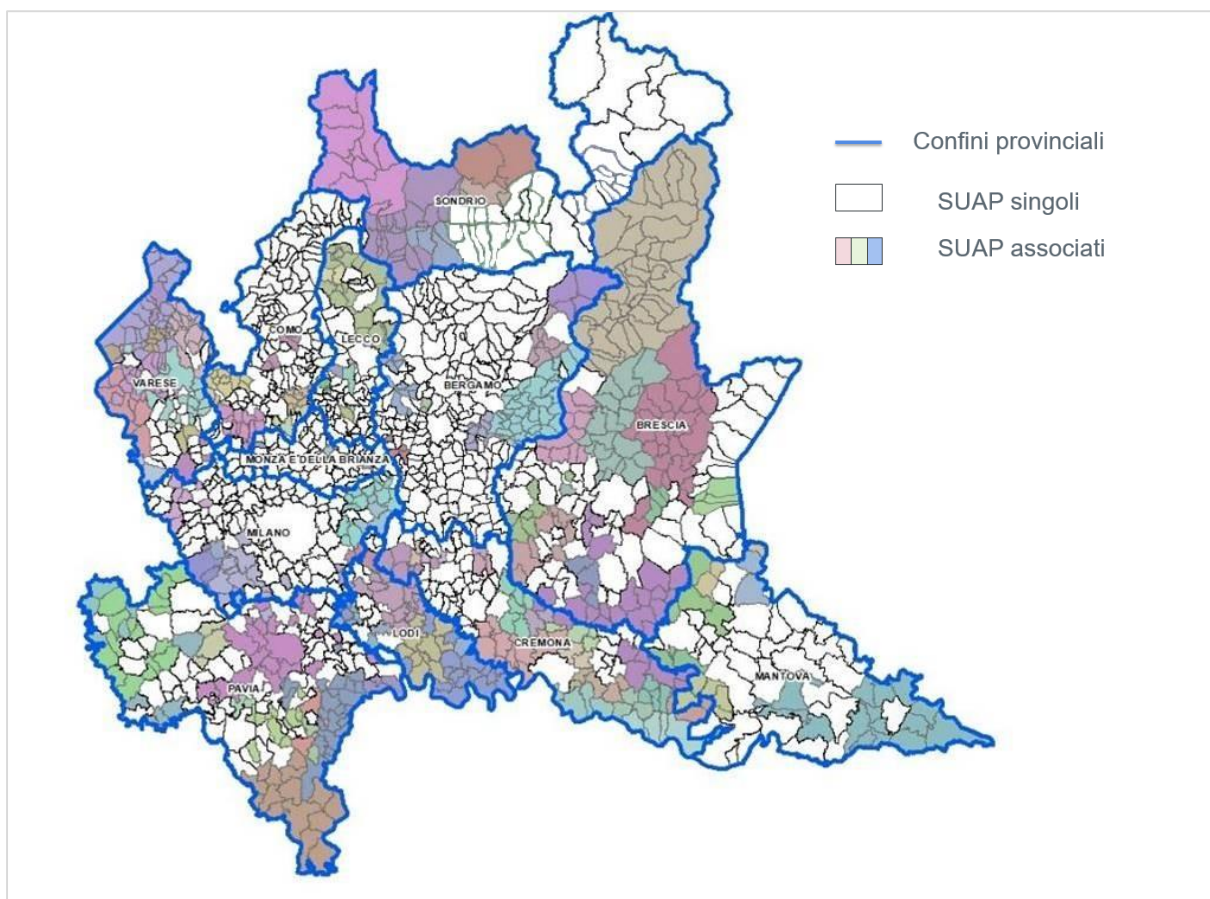 Confini provinciali
SUAP singoli
SUAP associati
SONDRIO
COMO
LECCO
VARESE
BERGAMO
BRESCIA
MONZA E DELLA BRIANZA
MILANO
LODI
CREMONA
PAVIA
MANTOVA